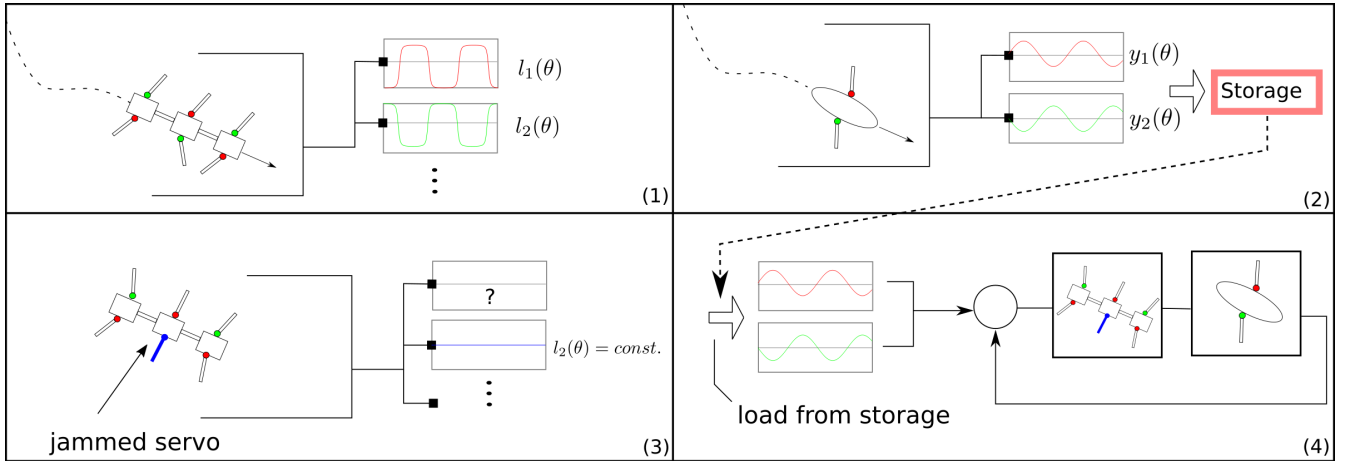 l₁(θ)
l₂(θ)
(1)
y₁(θ)
y₂(θ)
Storage
(2)
?
l₂(θ) = const.
jammed servo
(3)
load from storage
(4)